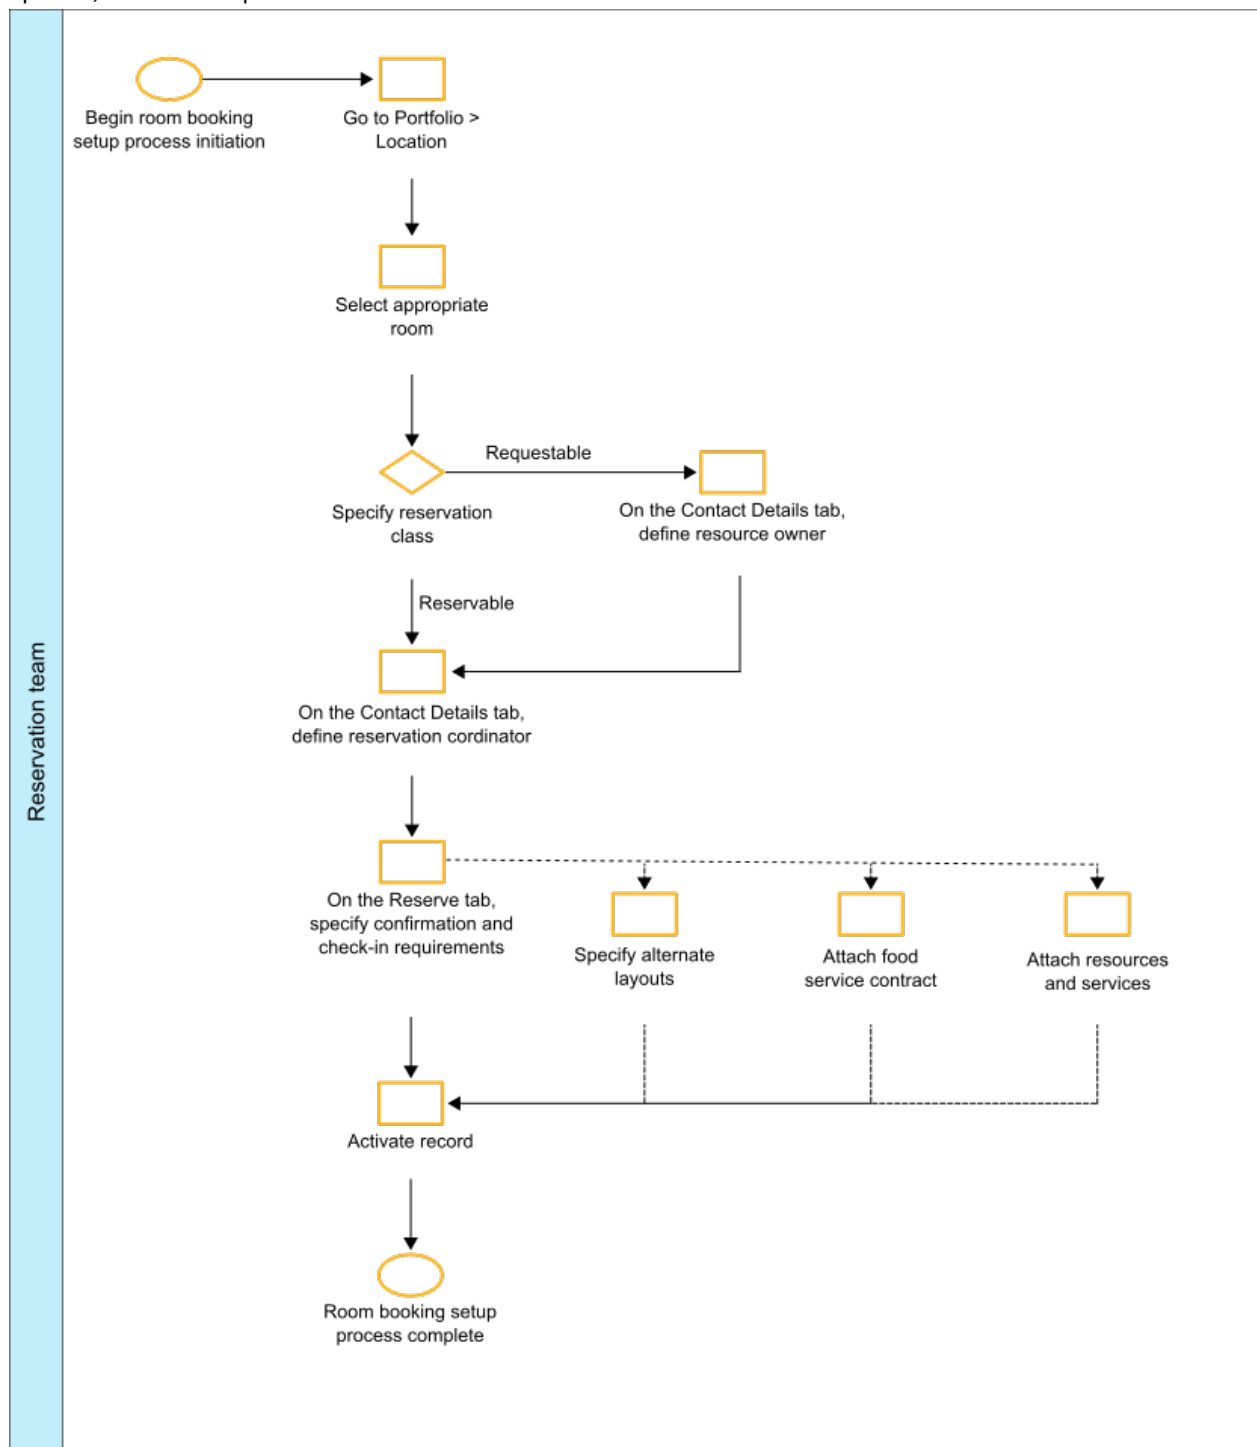 Begin room booking
setup process initiation
Go to Portfolio >
Location
Select appropriate
room
Requestable
Specify reservation
class
On the Contact Details tab,
define resource owner
Reservable
On the Contact Details tab,
define reservation cordinator
Reservation team
On the Reserve tab,
specify confirmation and
check-in requirements
Specify alternate
layouts
Attach food
service contract
Attach resources
and services
Activate record
Room booking setup
process complete